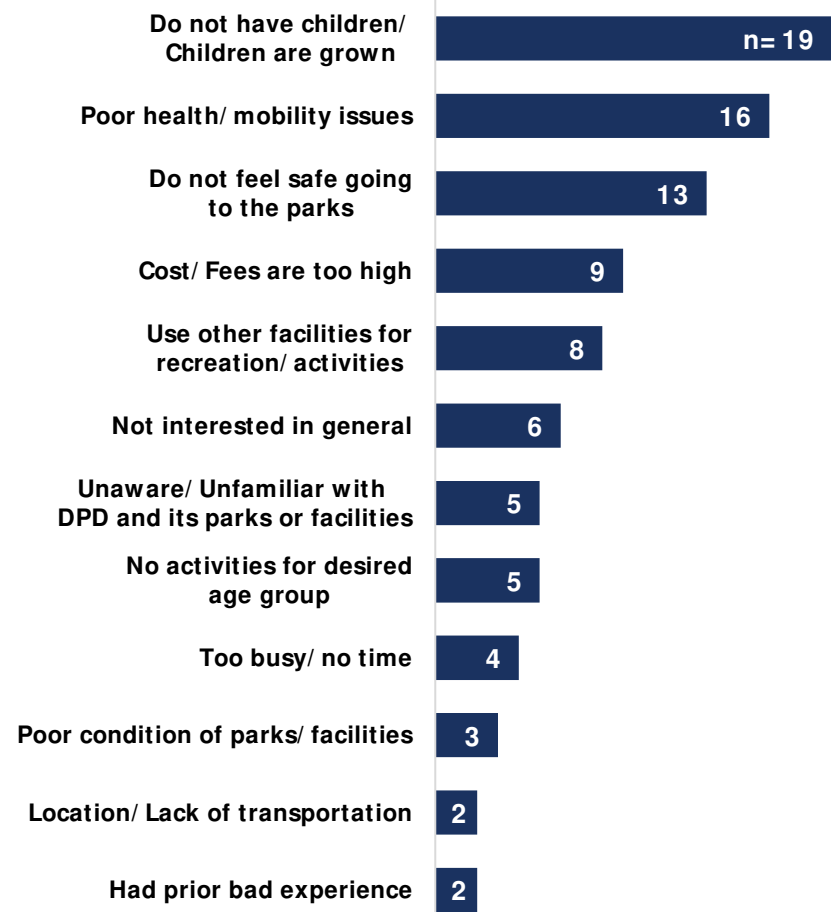 Do not have children/
Children are grown
n= 19
Poor health/ mobility issues
16
Do not feel safe going
to the parks
13
Cost/ Fees are too high
9
Use other facilities for
recreation/ activities
8
Not interested in general
6
Unaware/ Unfamiliar with
DPD and its parks or facilities
5
No activities for desired
age group
5
Too busy/ no time
4
Poor condition of parks/ facilities
3
Location/ Lack of transportation
2
Had prior bad experience
2